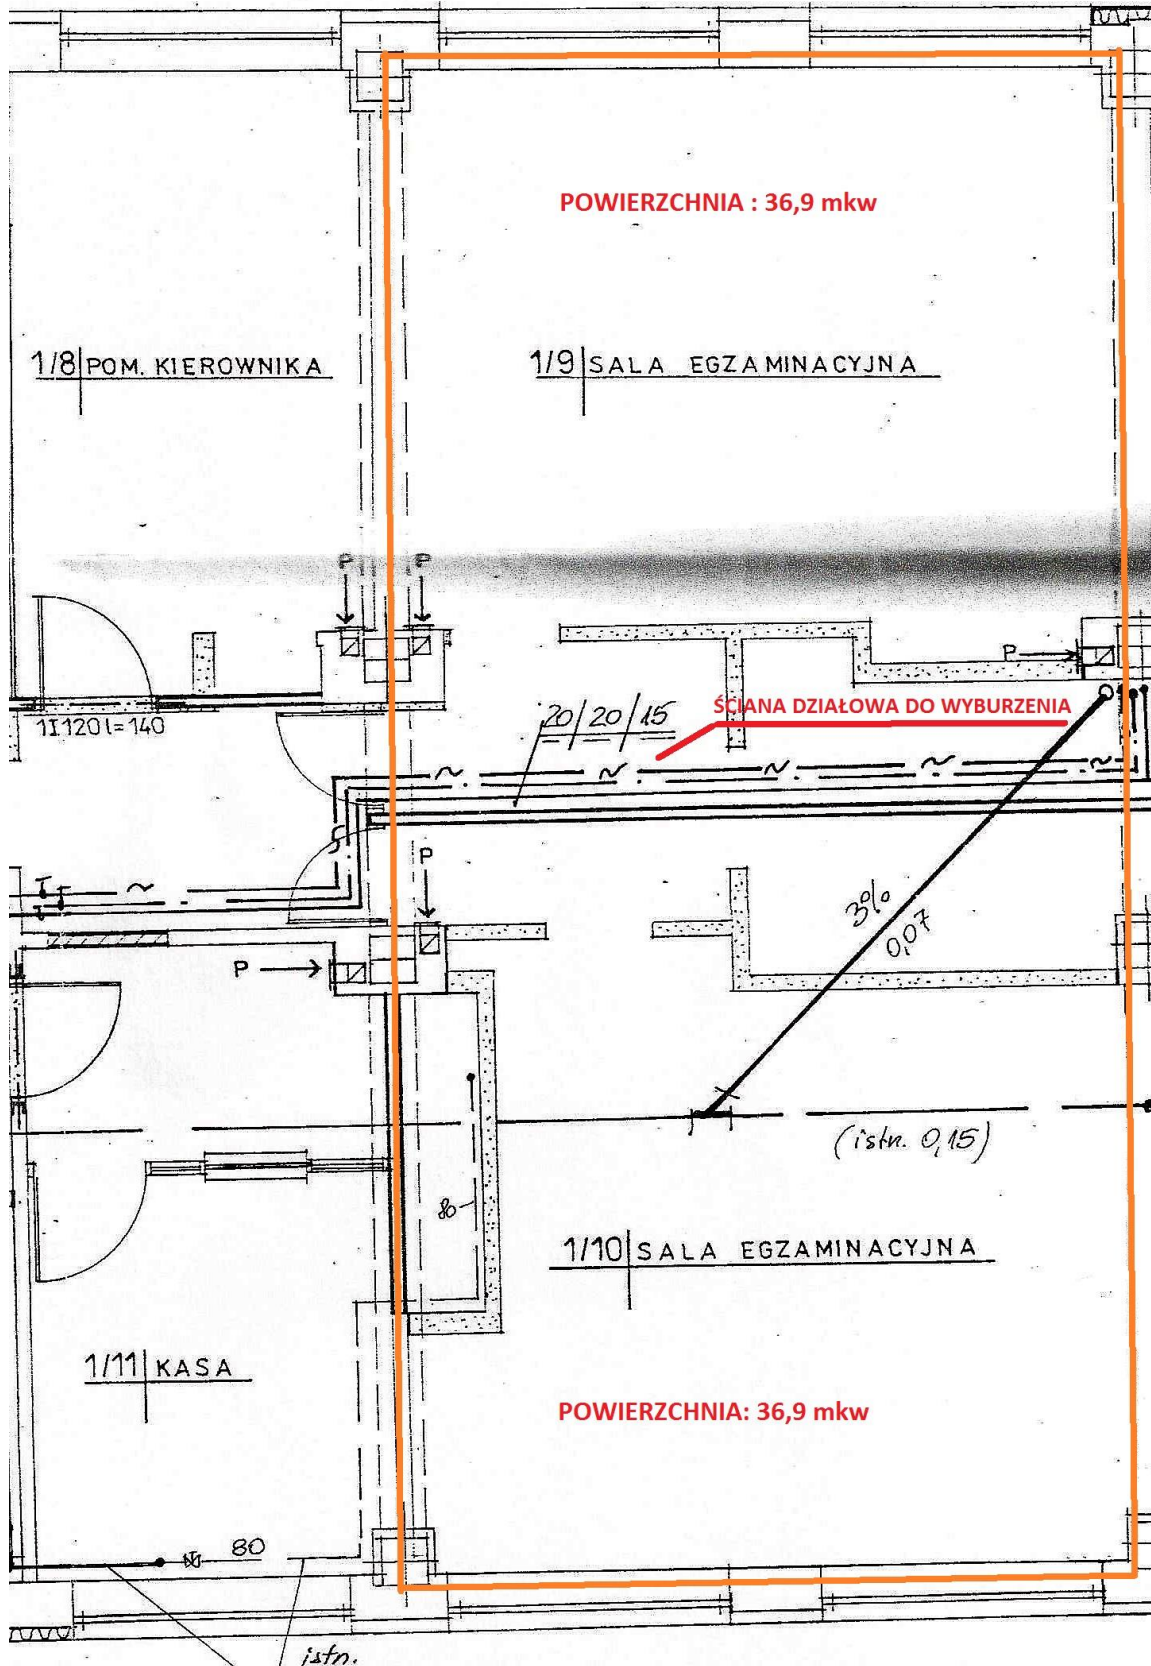 POWIERZCHNIA : 36,9 mkw
1/8 POM. KIEROWNIKA
1/9 SALA EGZAMINACYJNA
P P
P
1I120 l=140
20/20/15
ŚCIANA DZIAŁOWA DO WYBURZENIA
P
3%
0,07
P
(istn. 0,15)
80
1/10 SALA EGZAMINACYJNA
1/11 KASA
POWIERZCHNIA: 36,9 mkw
80
istn.